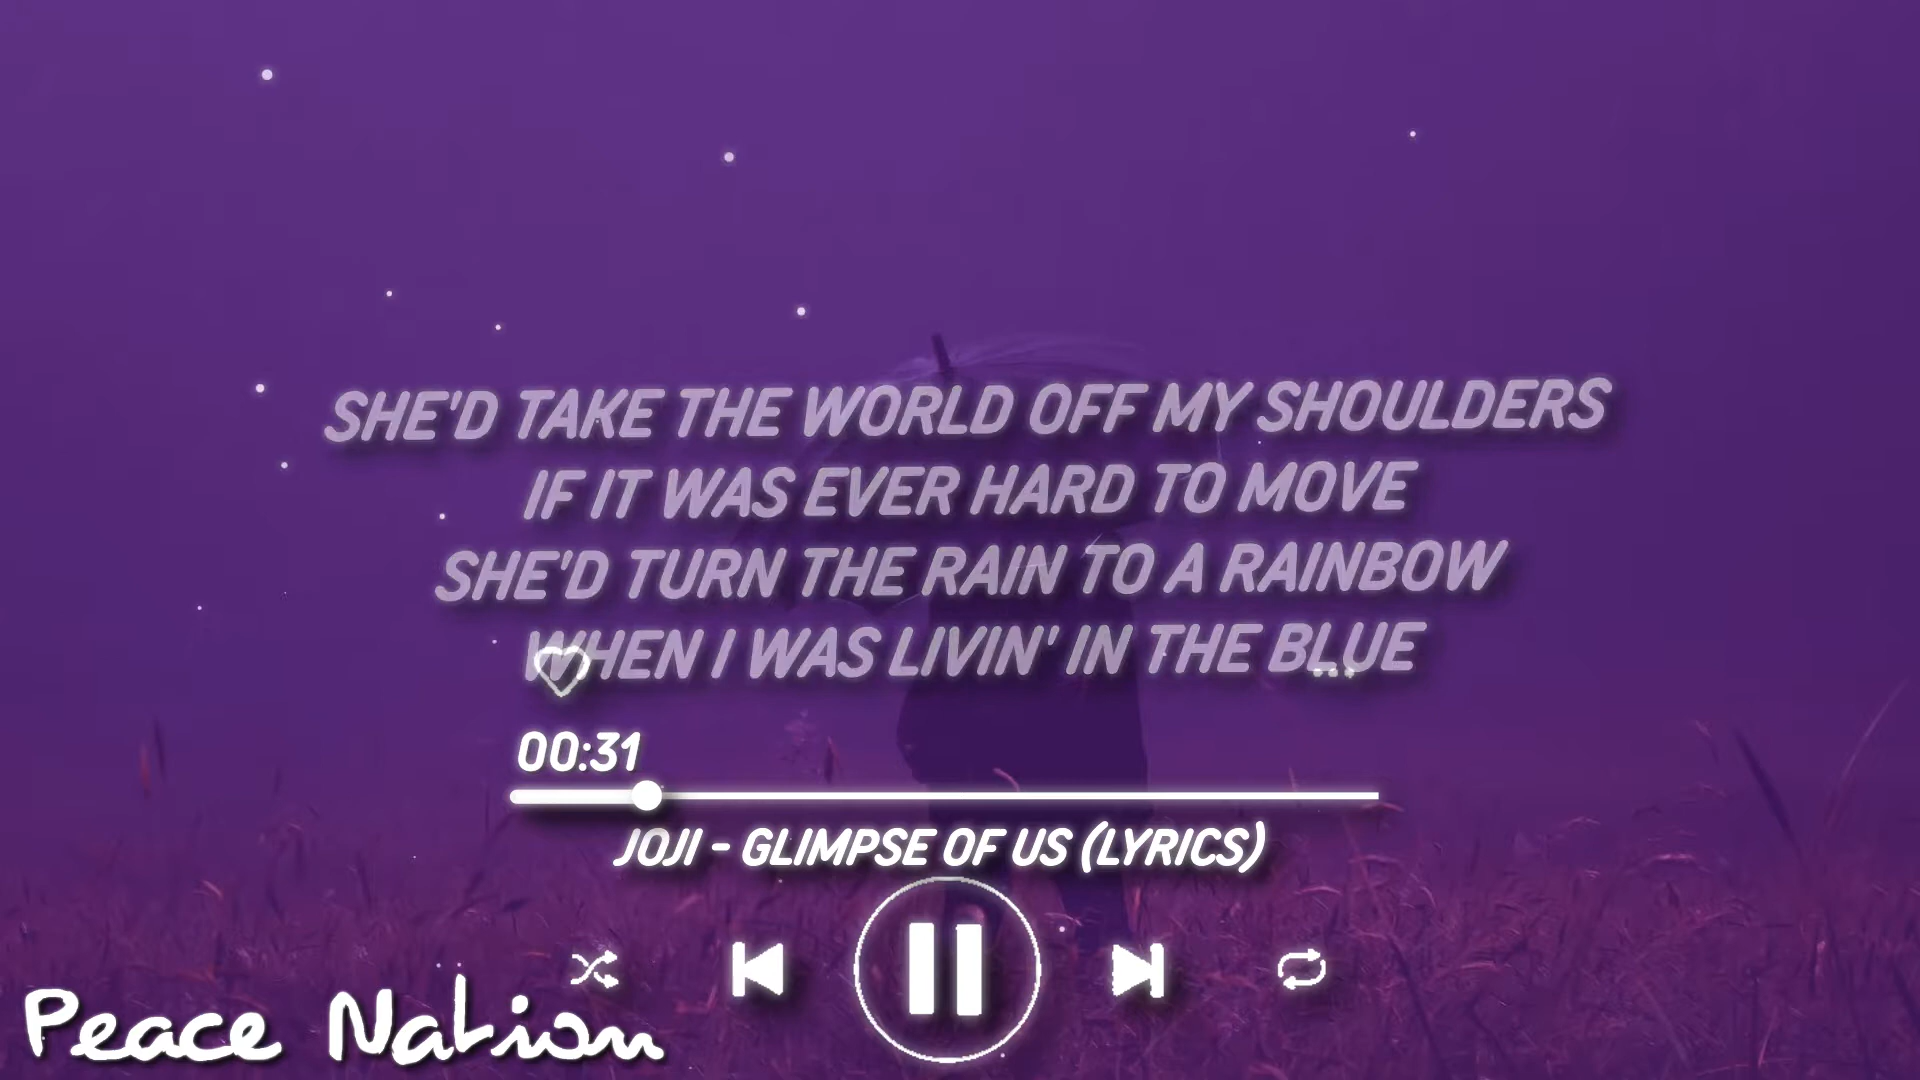 SHE'D TAKE THE WORLD OFF MY SHOULDERS
IF IT WAS EVER HARD TO MOVE
SHE'D TURN THE RAIN TO A RAINBOW
WHEN I WAS LIVIN' IN THE BLUE
00:31
JOJI - GLIMPSE OF US (LYRICS)
Peace Nation